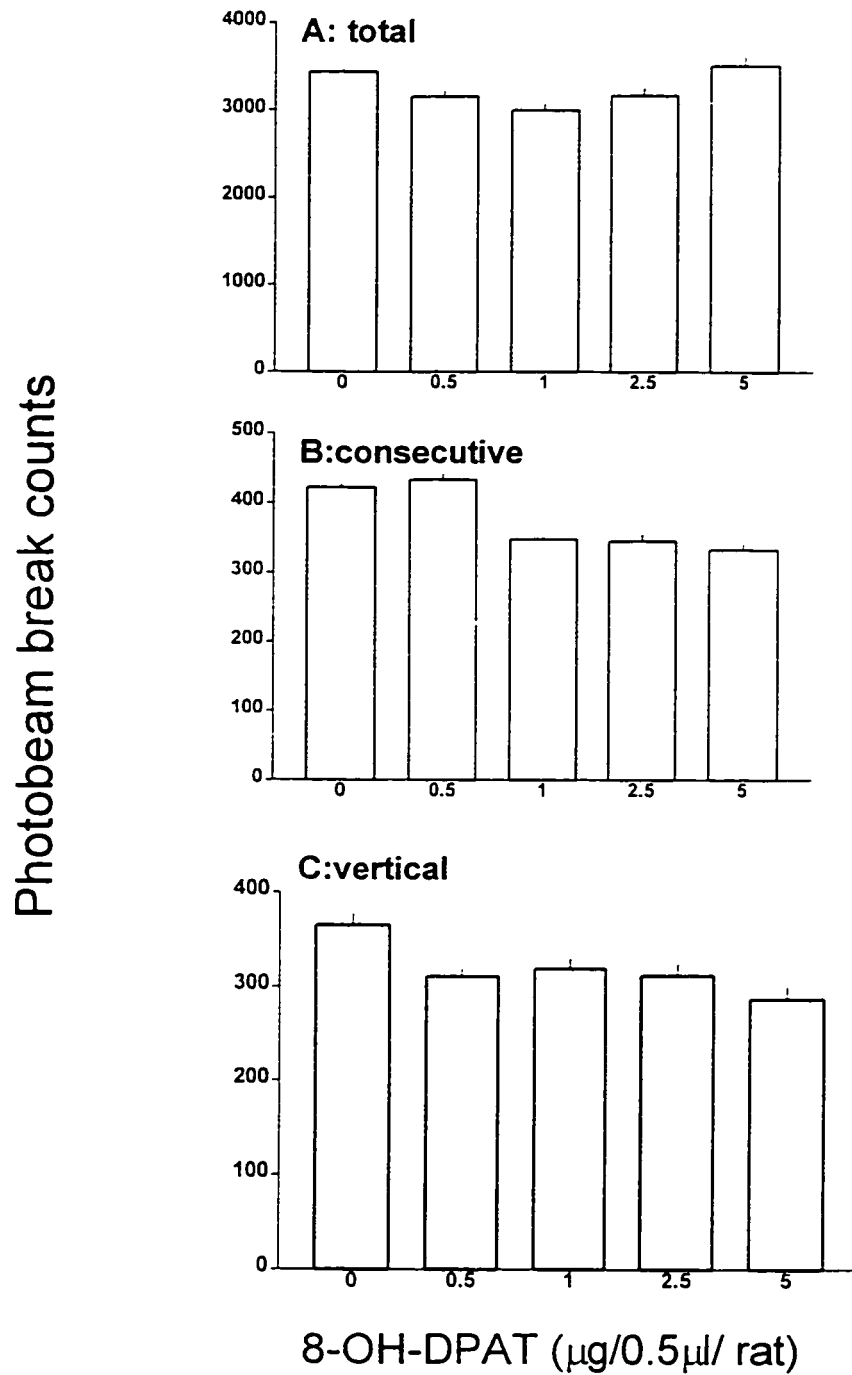 Photobeam break counts
A: total
4000
3000
2000
1000
0
0 0.5 1 2.5 5
B:consecutive
500
400
300
200
100
0
0 0.5 1 2.5 5
C:vertical
400
300
200
100
0
0 0.5 1 2.5 5
8-OH-DPAT (μg/0.5μl/ rat)